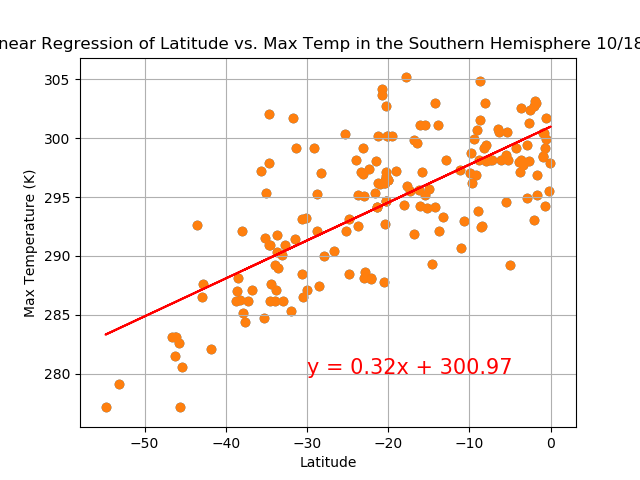 near Regression of Latitude vs. Max Temp in the Southern Hemisphere 10/18
305
300
295
290
285
280
Max Temperature (K)
y = 0.32x + 300.97
−50 −40 −30 −20 −10 0
Latitude